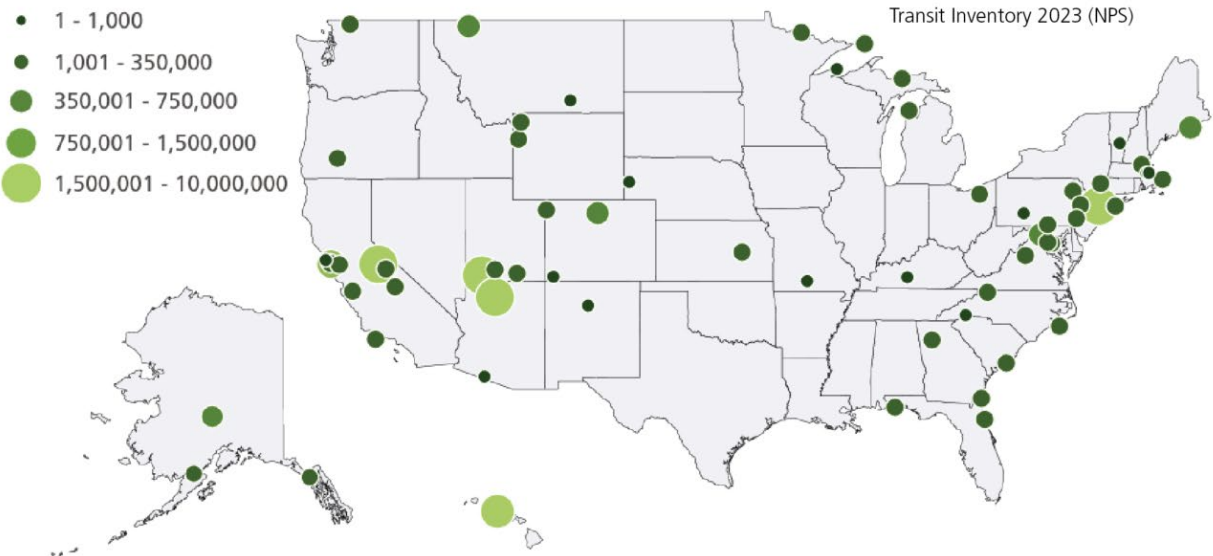 Transit Inventory 2023 (NPS)
1 - 1,000
1,001 - 350,000
350,001 - 750,000
750,001 - 1,500,000
1,500,001 - 10,000,000